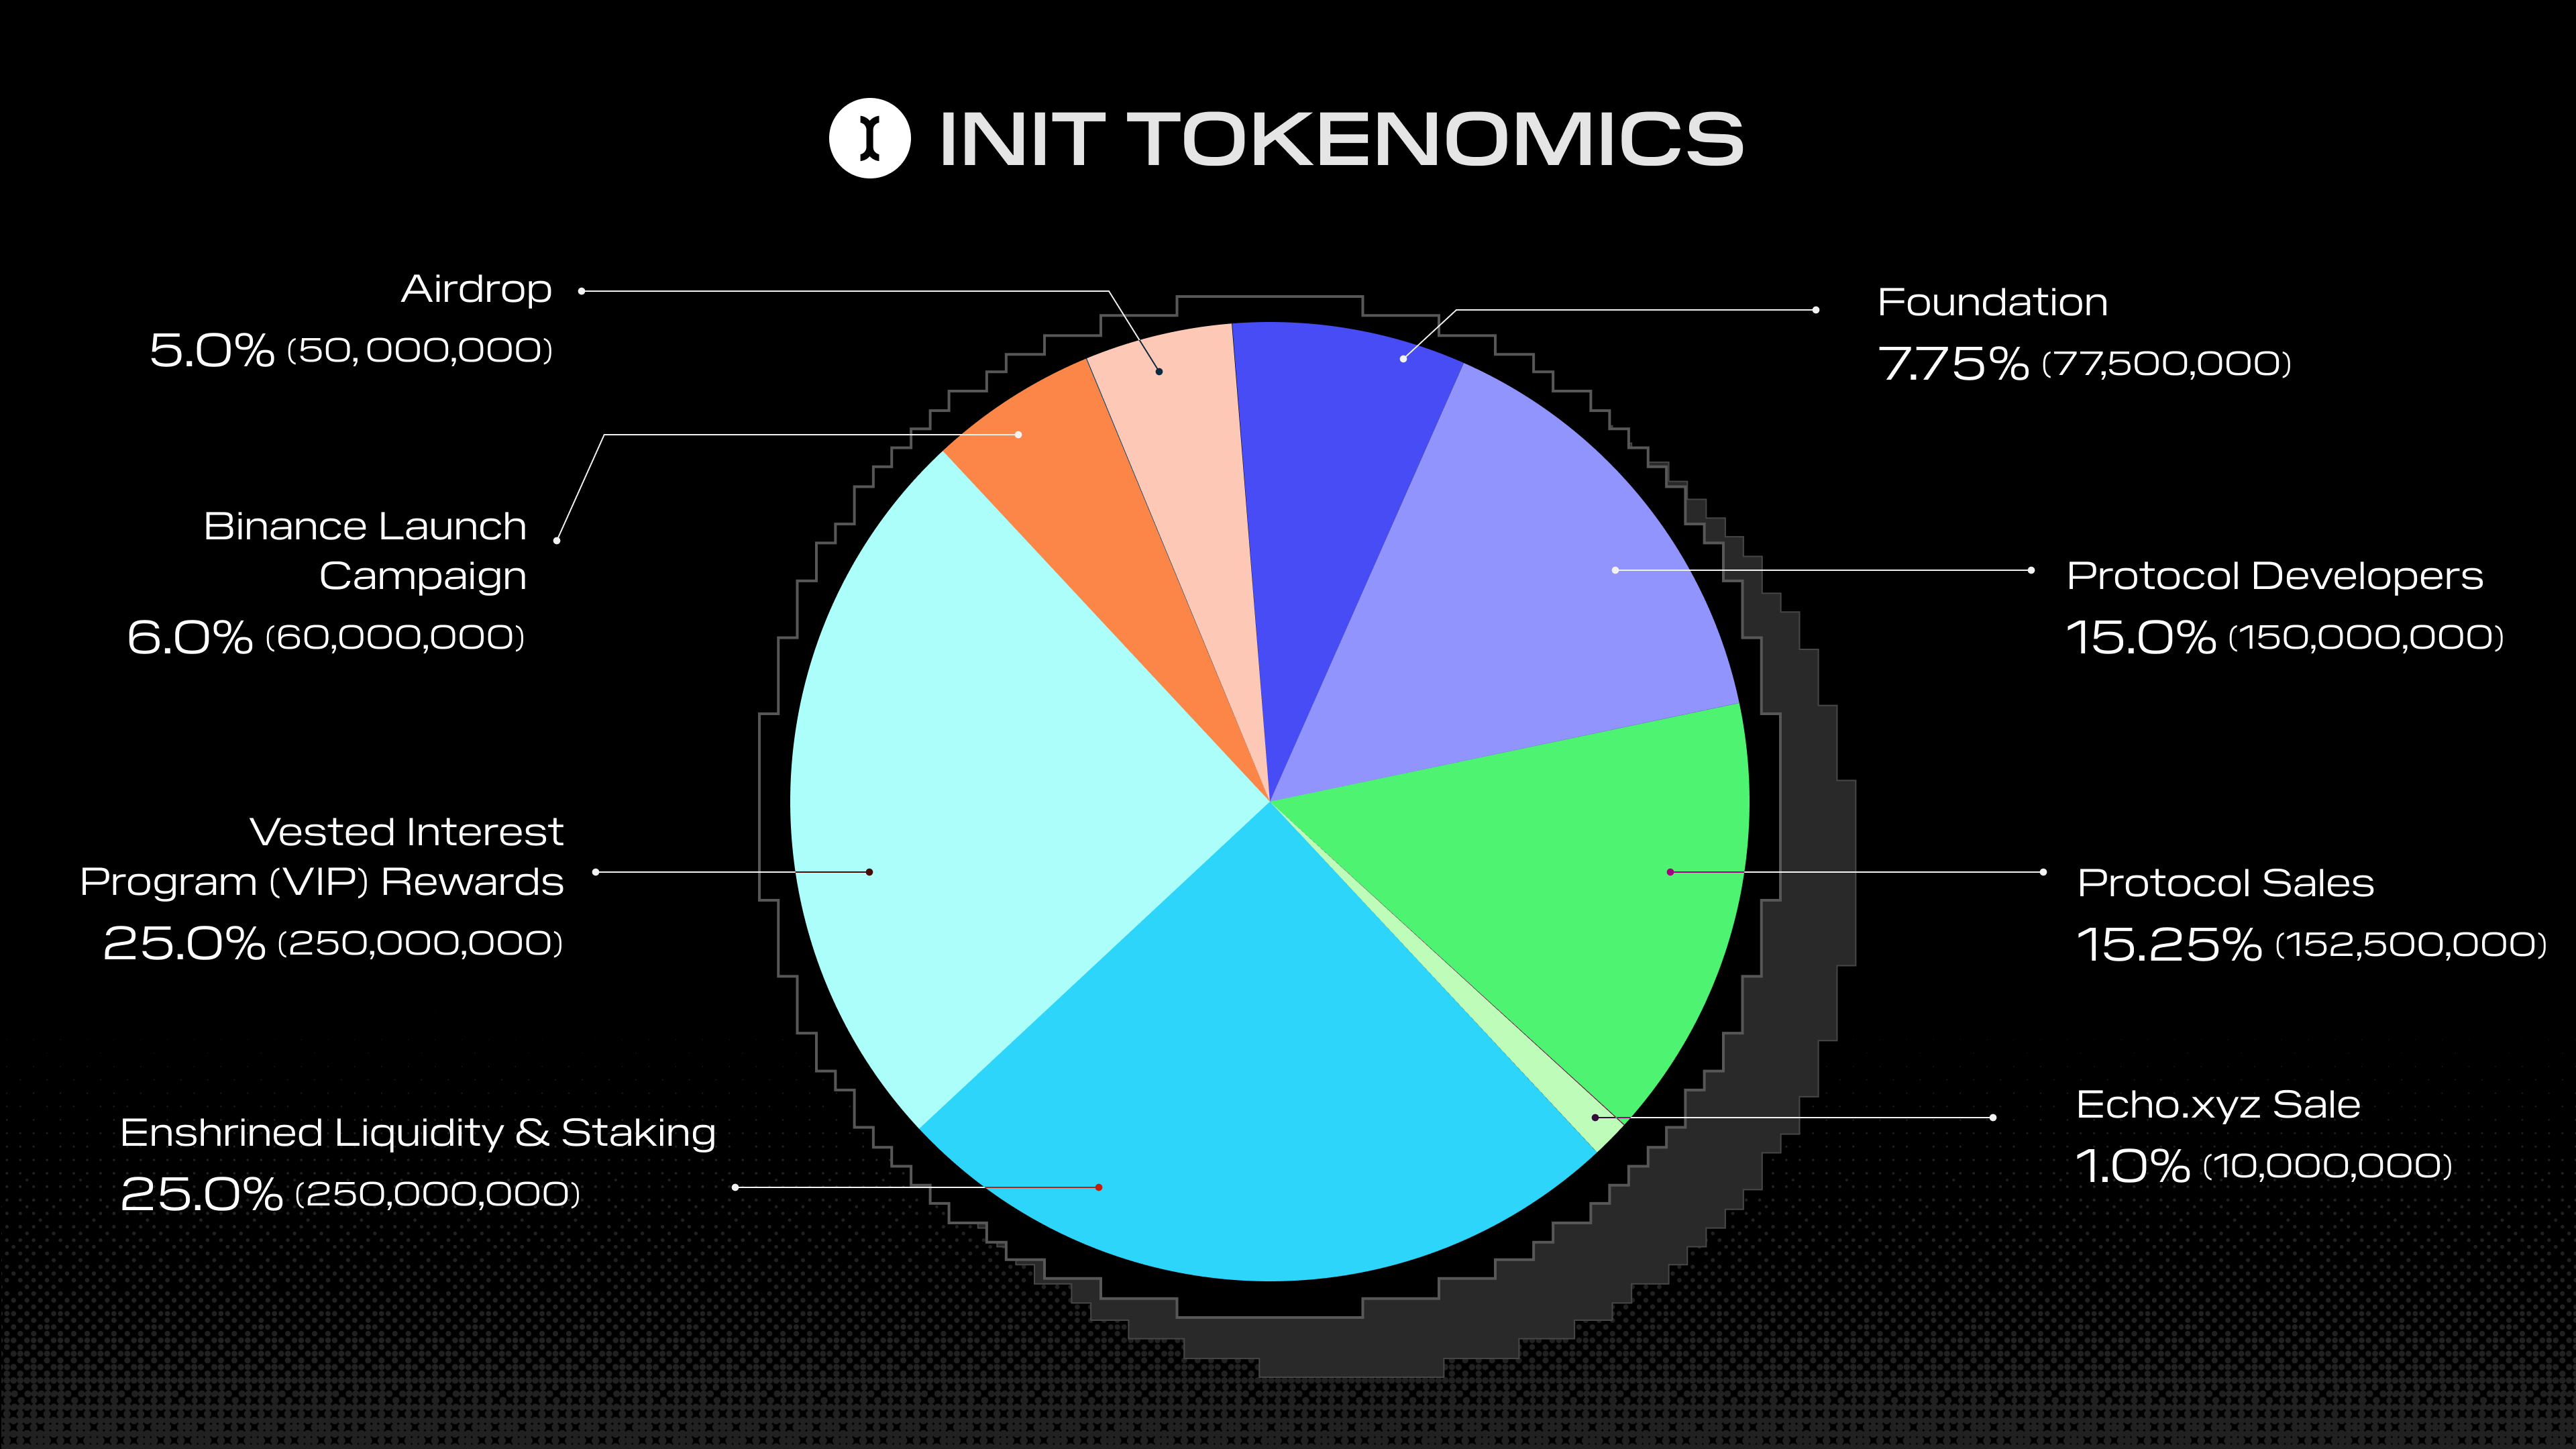 INIT TOKENOMICS
Airdrop
5.0% (50, 000,000)
Binance Launch
Campaign
6.0% (60,000,000)
Vested Interest
Program (VIP) Rewards
25.0% (250,000,000)
Enshrined Liquidity & Staking
25.0% (250,000,000)
Foundation
7.75% (77,500,000)
Protocol Developers
15.0% (150,000,000)
Protocol Sales
15.25% (152,500,000)
Echo.xyz Sale
1.0% (10,000,000)